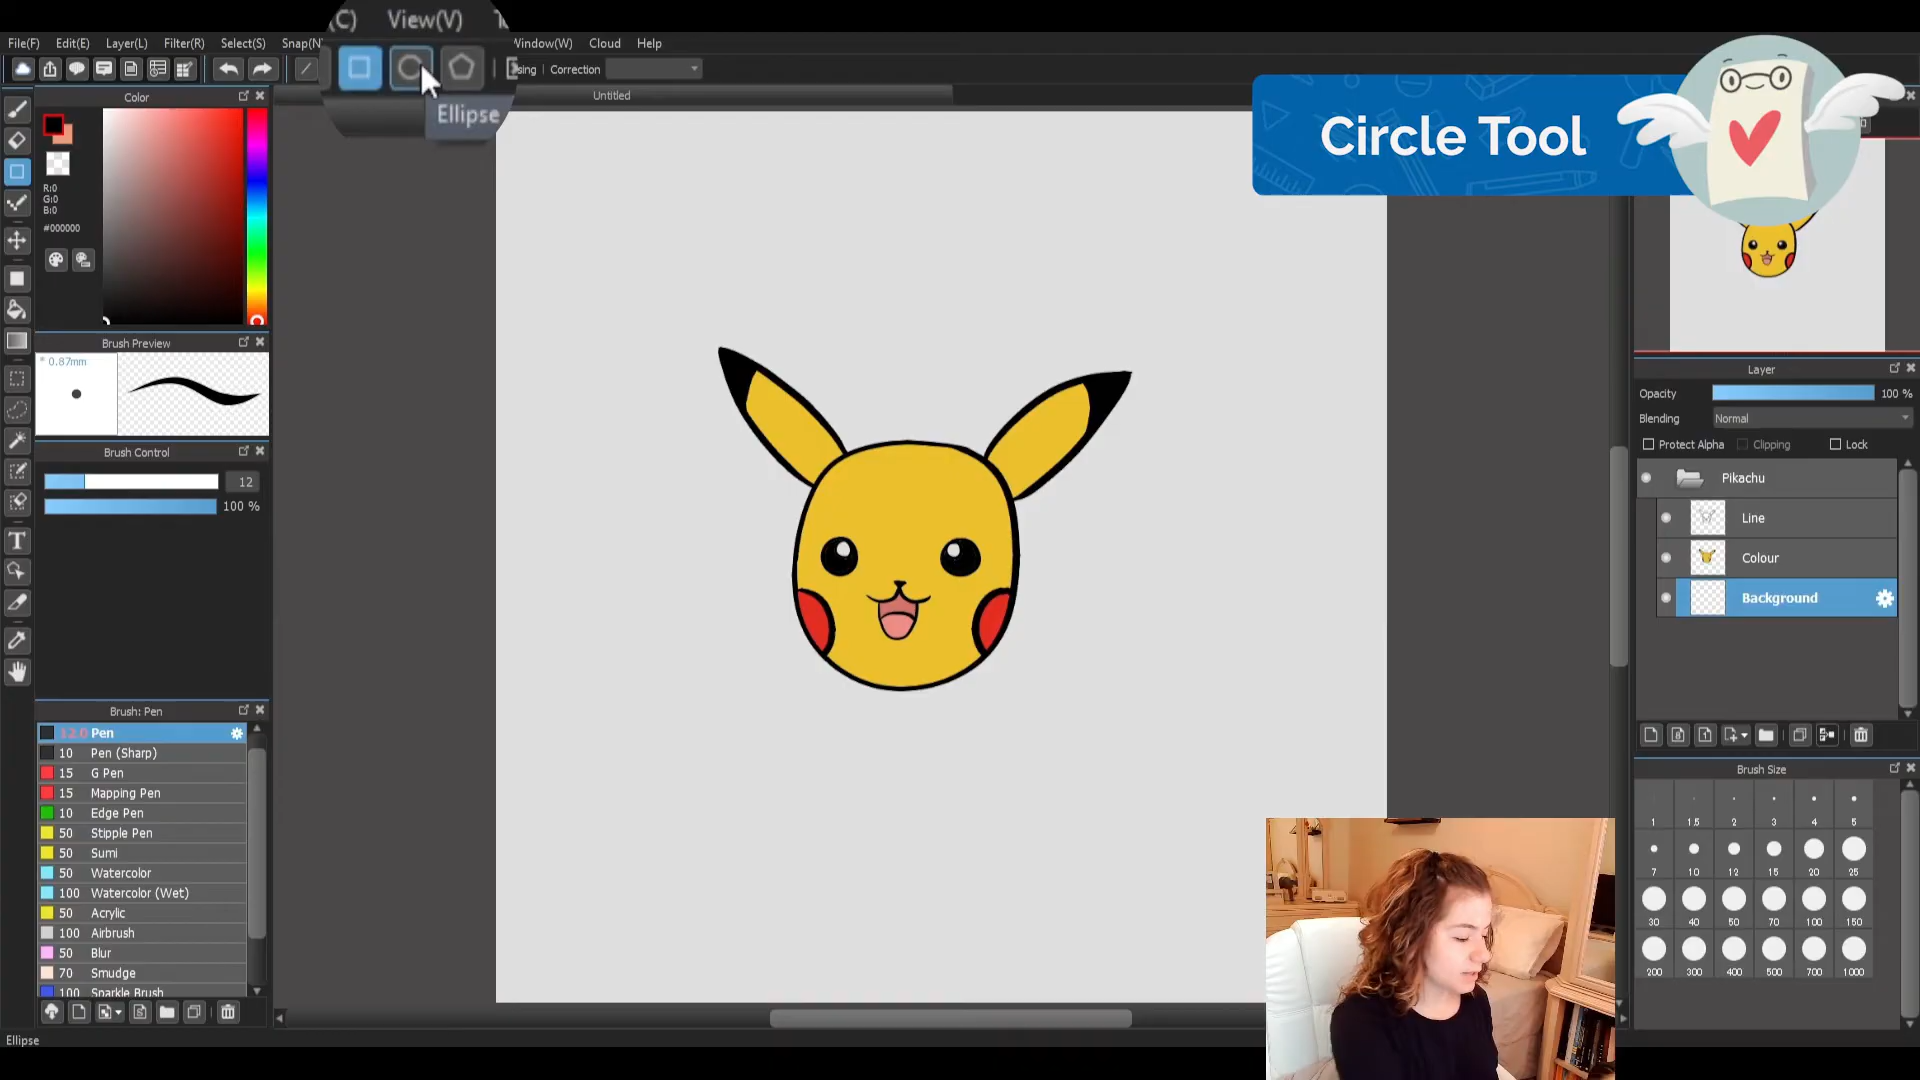 (C) View(V)
File(F) Edit(E) Layer(L) Filter(R) Select(S) Snap(N Window(W) Cloud Help
Correction
Ellipse
Untitled
Circle Tool
Color
R:0
G:0
B:0
#000000
Brush Preview
* 0.87mm
Brush Control
12
100 %
Brush: Pen
12.0 Pen
10 Pen (Sharp)
15 G Pen
15 Mapping Pen
10 Edge Pen
50 Stipple Pen
50 Sumi
50 Watercolor
100 Watercolor (Wet)
50 Acrylic
100 Airbrush
50 Blur
70 Smudge
100 Sparkle Brush
Ellipse
Layer
Opacity 100 %
Blending Normal
Protect Alpha Clipping Lock
Pikachu
Line
Colour
Background
Brush Size
1 1.5 2 3 4 5
7 10 12 15 20 25
30 40 50 70 100 150
200 300 400 500 700 1000